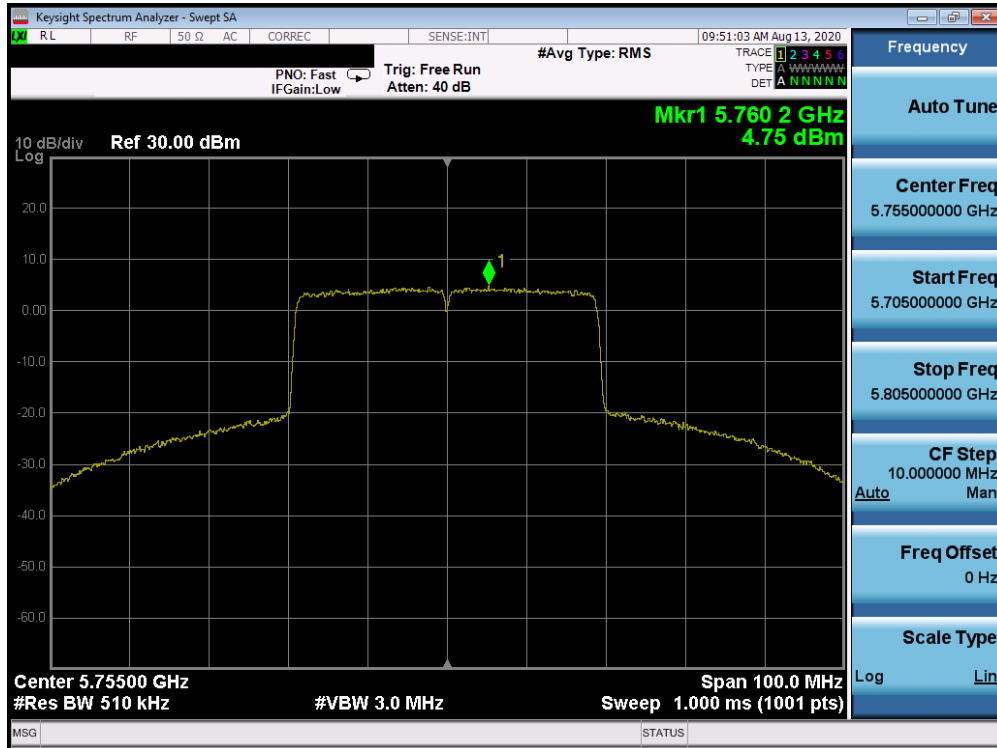 Keysight Spectrum Analyzer - Swept SA
LXI RL RF 50 Ω AC CORREC SENSE:INT 09:51:03 AM Aug 13, 2020
#Avg Type: RMS
TRACE 1 2 3 4 5 6
TYPE A WWWWW
DET A N N N N N
PNO: Fast
IFGain:Low
Trig: Free Run
Atten: 40 dB
Mkr1 5.760 2 GHz
4.75 dBm
10 dB/div
Log
Ref 30.00 dBm
20.0
10.0
0.00
-10.0
-20.0
-30.0
-40.0
-50.0
-60.0
1
Center 5.75500 GHz
#Res BW 510 kHz
#VBW 3.0 MHz
Span 100.0 MHz
Sweep 1.000 ms (1001 pts)
MSG
STATUS
Frequency
Auto Tune
Center Freq
5.755000000 GHz
Start Freq
5.705000000 GHz
Stop Freq
5.805000000 GHz
CF Step
10.000000 MHz
Auto Man
Freq Offset
0 Hz
Scale Type
Log Lin